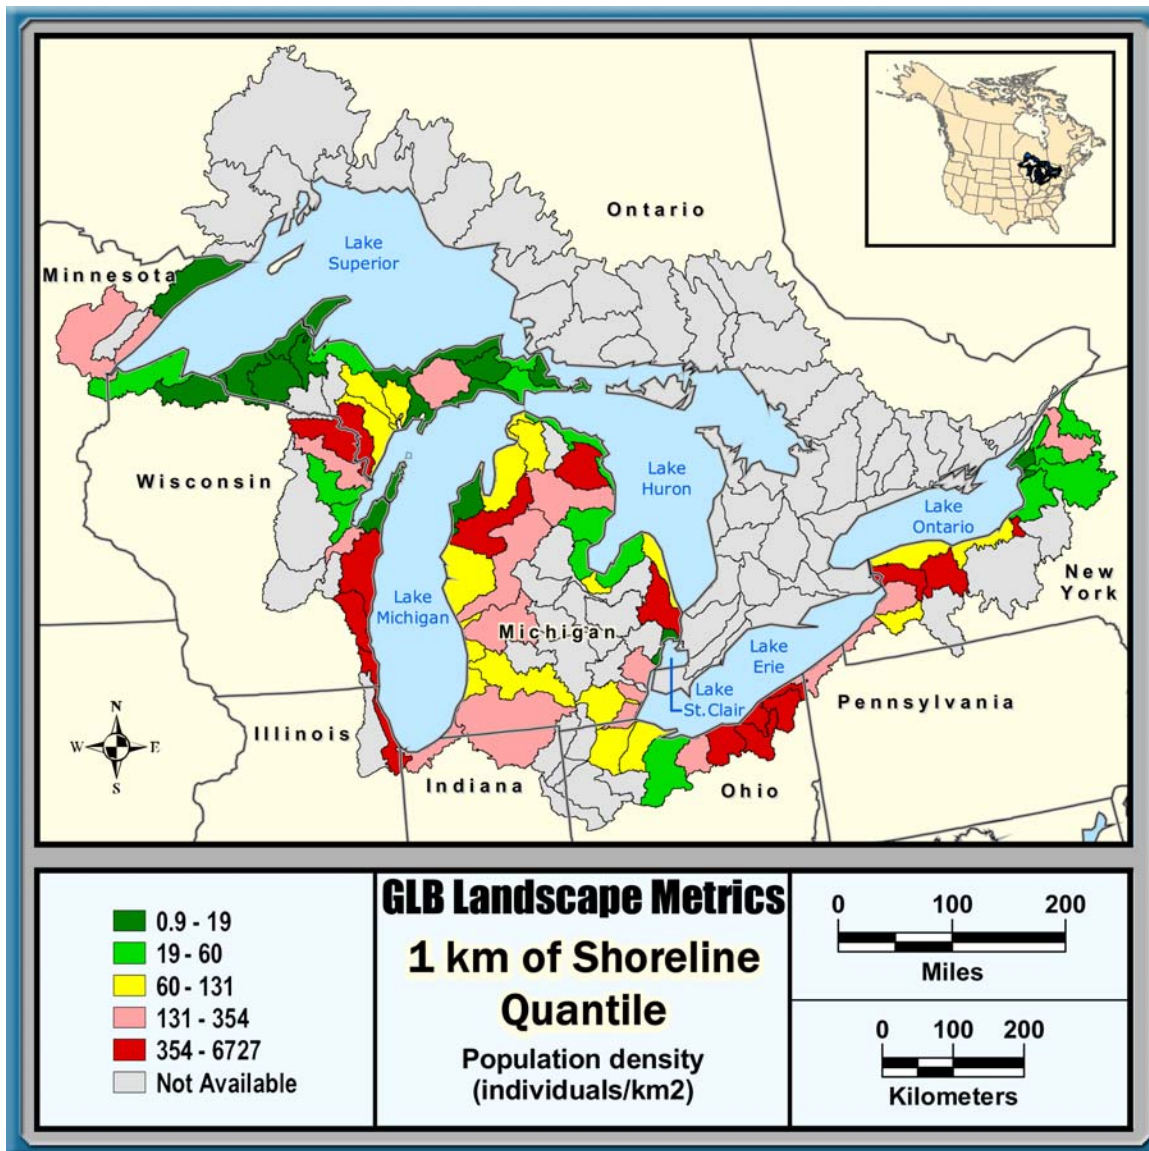 Ontario
Lake
Superior
Minnesota
Wisconsin
Lake
Huron
Lake
Ontario
New
York
Lake
Michigan
Michigan
Lake
Erie
Lake
St.Clair
Pennsylvania
N
W
E
S
Illinois
Indiana
Ohio
0.9 - 19
19 - 60
60 - 131
131 - 354
354 - 6727
Not Available
GLB Landscape Metrics
1 km of Shoreline
Quantile
Population density
(individuals/km2)
0 100 200
Miles
0 100 200
Kilometers